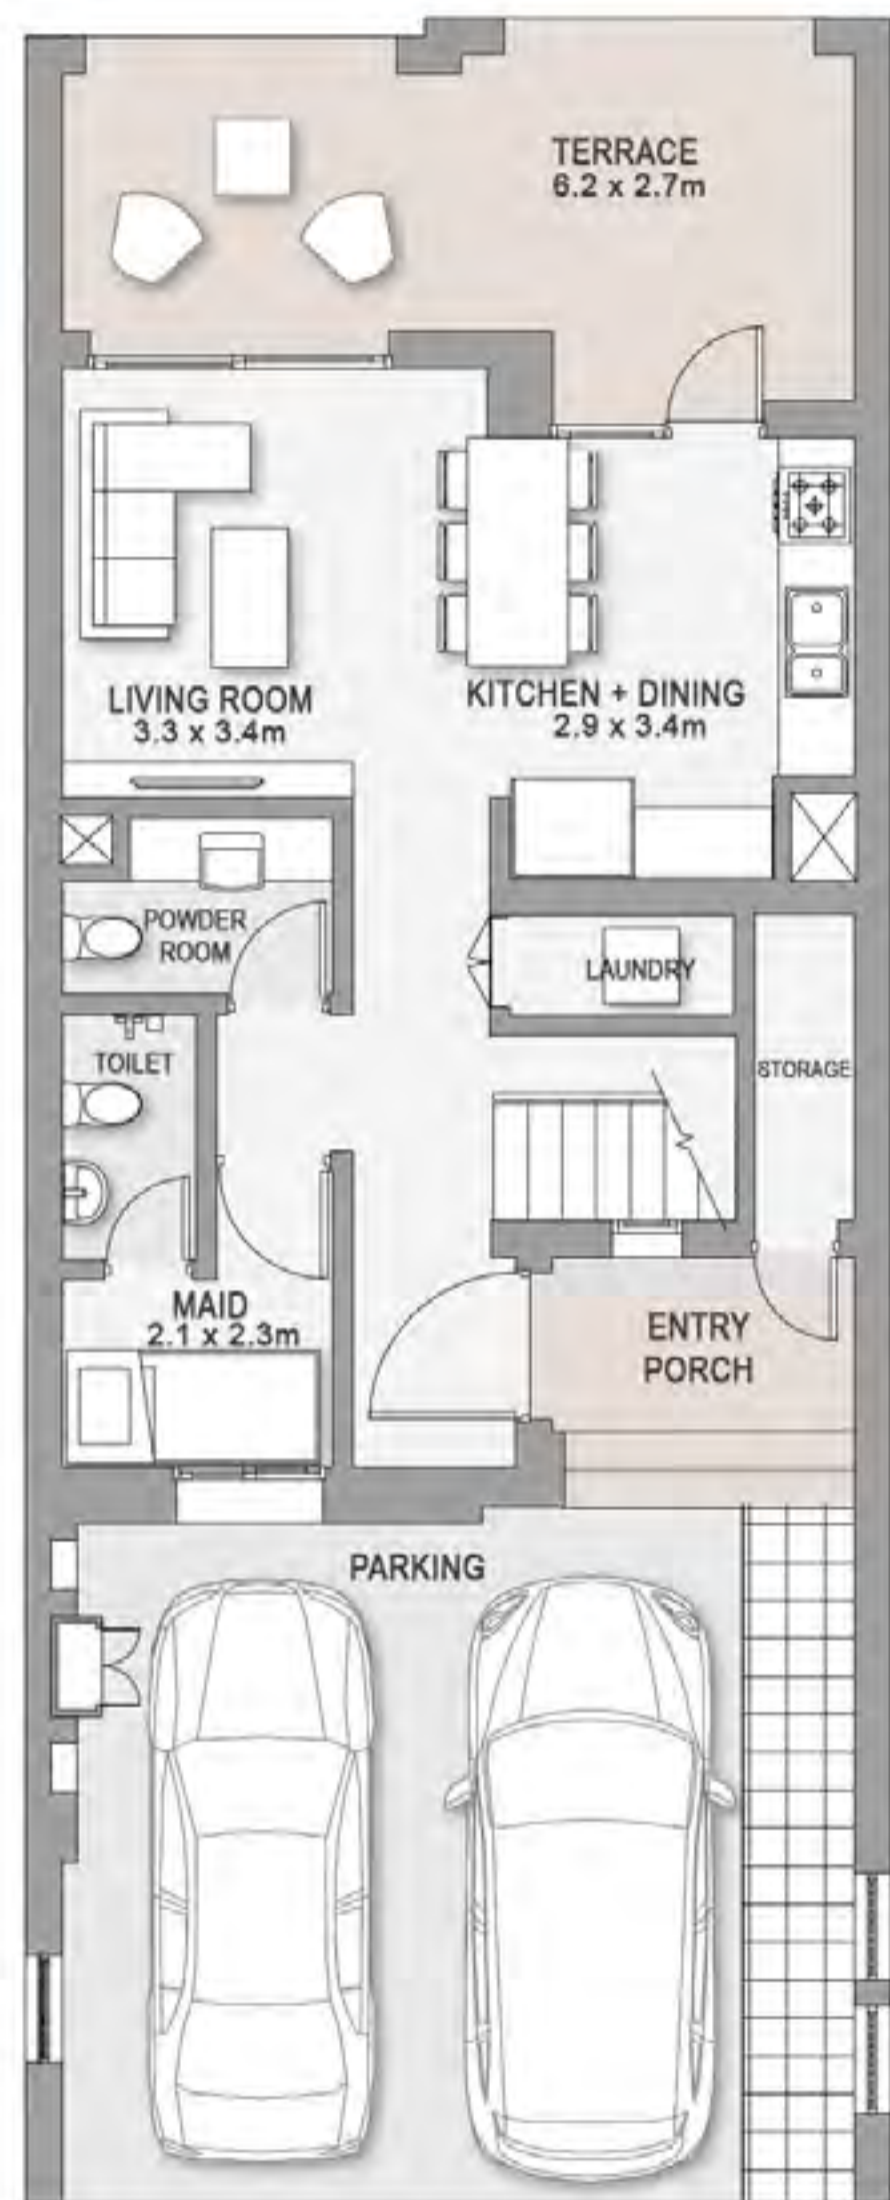 TERRACE
6.2 x 2.7m
LIVING ROOM
3.3 x 3.4m
KITCHEN + DINING
2.9 x 3.4m
POWDER
ROOM
LAUNDRY
TOILET
STORAGE
MAID
2.1 x 2.3m
ENTRY
PORCH
PARKING